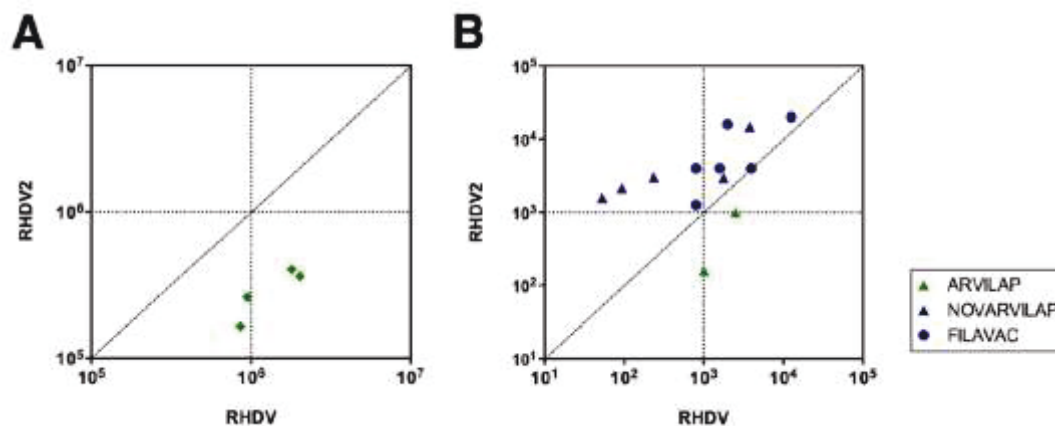 A
B
10⁷
10⁶
10⁵
RHDV2
10⁵
10⁶
10⁷
RHDV
10⁵
10⁴
10³
10²
10¹
RHDV2
10¹
10²
10³
10⁴
10⁵
RHDV
ARVILAP
NOVARVILAP
FILAVAC